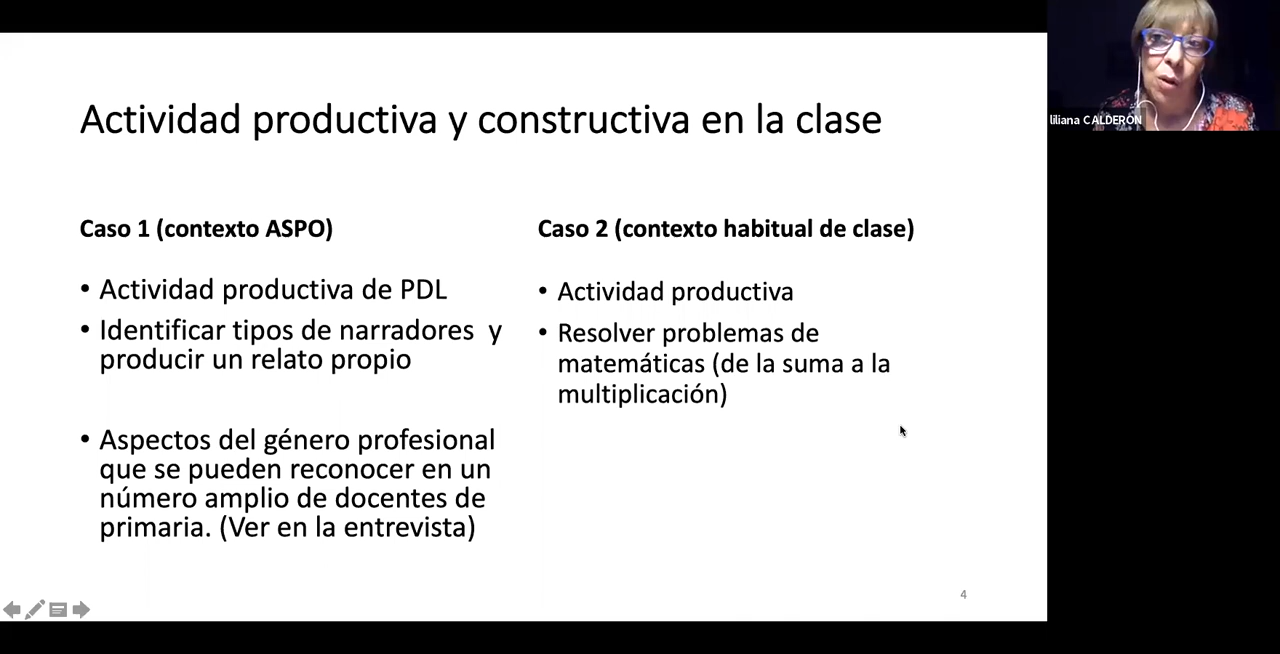 Actividad productiva y constructiva en la clase
Caso 1 (contexto ASPO)
• Actividad productiva de PDL
• Identificar tipos de narradores y
producir un relato propio
• Aspectos del género profesional
que se pueden reconocer en un
número amplio de docentes de
primaria. (Ver en la entrevista)
Caso 2 (contexto habitual de clase)
• Actividad productiva
• Resolver problemas de
matemáticas (de la suma a la
multiplicación)
4
liliana CALDERÓN